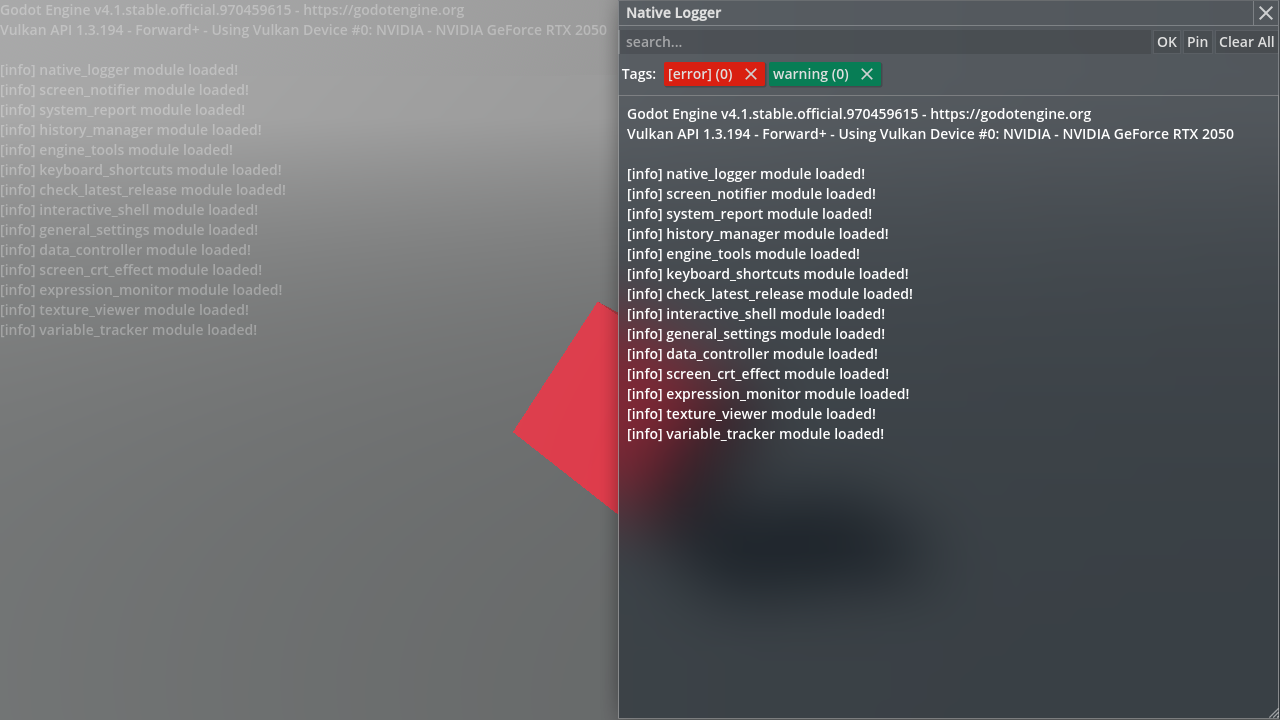 Godot Engine v4.1.stable.official.970459615 - https://godotengine.org
Vulkan API 1.3.194 - Forward+ - Using Vulkan Device #0: NVIDIA - NVIDIA GeForce RTX 2050
[info] native_logger module loaded!
[info] screen_notifier module loaded!
[info] system_report module loaded!
[info] history_manager module loaded!
[info] engine_tools module loaded!
[info] keyboard_shortcuts module loaded!
[info] check_latest_release module loaded!
[info] interactive_shell module loaded!
[info] general_settings module loaded!
[info] data_controller module loaded!
[info] screen_crt_effect module loaded!
[info] expression_monitor module loaded!
[info] texture_viewer module loaded!
[info] variable_tracker module loaded!
Native Logger
search...
OK Pin Clear All
Tags: [error] (0) warning (0)
Godot Engine v4.1.stable.official.970459615 - https://godotengine.org
Vulkan API 1.3.194 - Forward+ - Using Vulkan Device #0: NVIDIA - NVIDIA GeForce RTX 2050
[info] native_logger module loaded!
[info] screen_notifier module loaded!
[info] system_report module loaded!
[info] history_manager module loaded!
[info] engine_tools module loaded!
[info] keyboard_shortcuts module loaded!
[info] check_latest_release module loaded!
[info] interactive_shell module loaded!
[info] general_settings module loaded!
[info] data_controller module loaded!
[info] screen_crt_effect module loaded!
[info] expression_monitor module loaded!
[info] texture_viewer module loaded!
[info] variable_tracker module loaded!